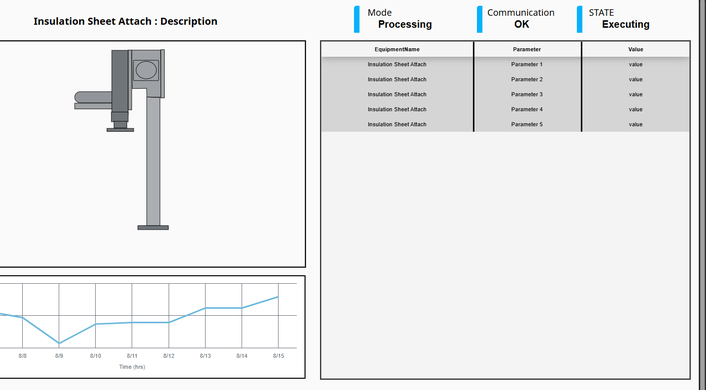 Insulation Sheet Attach : Description
Mode
Processing
Communication
OK
STATE
Executing
EquipmentName Parameter Value
Insulation Sheet Attach Parameter 1 value
Insulation Sheet Attach Parameter 2 value
Insulation Sheet Attach Parameter 3 value
Insulation Sheet Attach Parameter 4 value
Insulation Sheet Attach Parameter 5 value
8/8 8/9 8/10 8/11 8/12 8/13 8/14 8/15
Time (hrs)